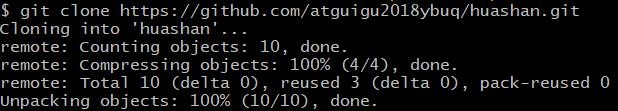 $ git clone https://github.com/atguigu2018ybuq/huashan.git
Cloning into 'huashan'...
remote: Counting objects: 10, done.
remote: Compressing objects: 100% (4/4), done.
remote: Total 10 (delta 0), reused 3 (delta 0), pack-reused 0
Unpacking objects: 100% (10/10), done.